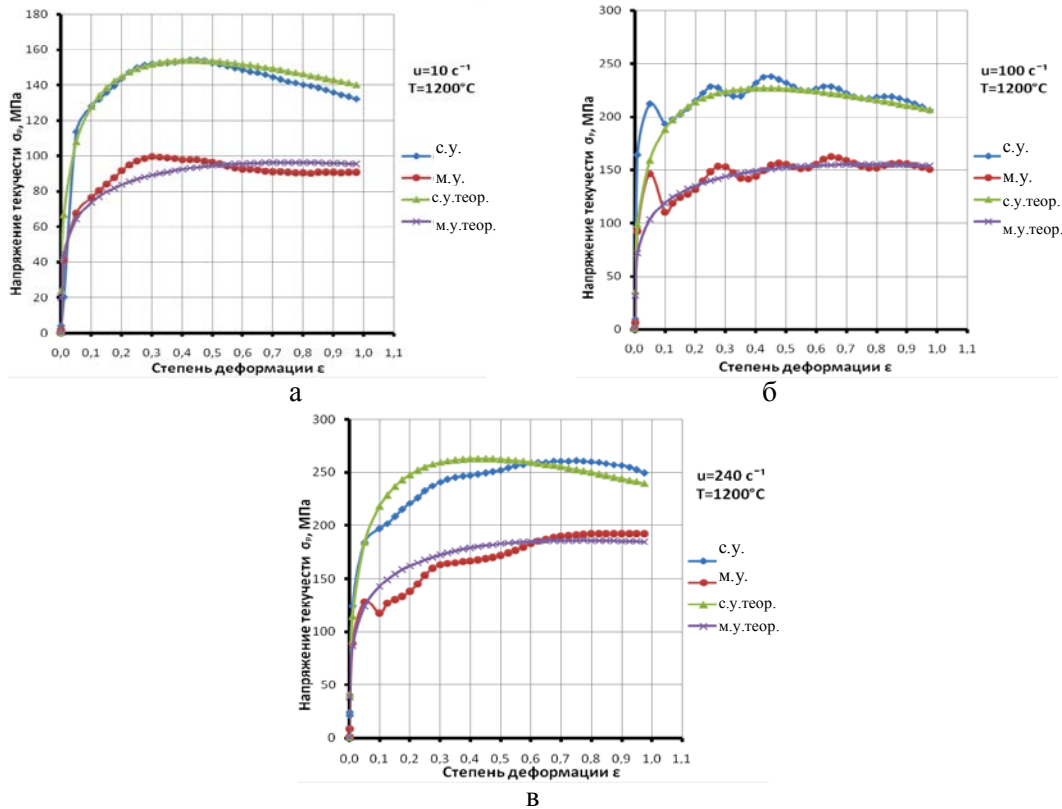 180
160
140
120
100
80
60
40
20
0
Напряжение текучести σₚ, МПа
0,0 0,1 0,2 0,3 0,4 0,5 0,6 0,7 0,8 0,9 1,0 1,1
Степень деформации ε
u=10 c⁻¹
T=1200°C
с.у.
м.у.
с.у.теор.
м.у.теор.
а
300
250
200
150
100
50
0
Напряжение текучести σₚ, МПа
0,0 0,1 0,2 0,3 0,4 0,5 0,6 0,7 0,8 0,9 1,0 1,1
Степень деформации ε
u=100 c⁻¹
T=1200°C
с.у.
м.у.
с.у.теор.
м.у.теор.
б
300
250
200
150
100
50
0
Напряжение текучести σₚ, МПа
0,0 0,1 0,2 0,3 0,4 0,5 0,6 0,7 0,8 0,9 1,0 1,1
Степень деформации ε
u=240 c⁻¹
T=1200°C
с.у.
м.у.
с.у.теор.
м.у.теор.
в